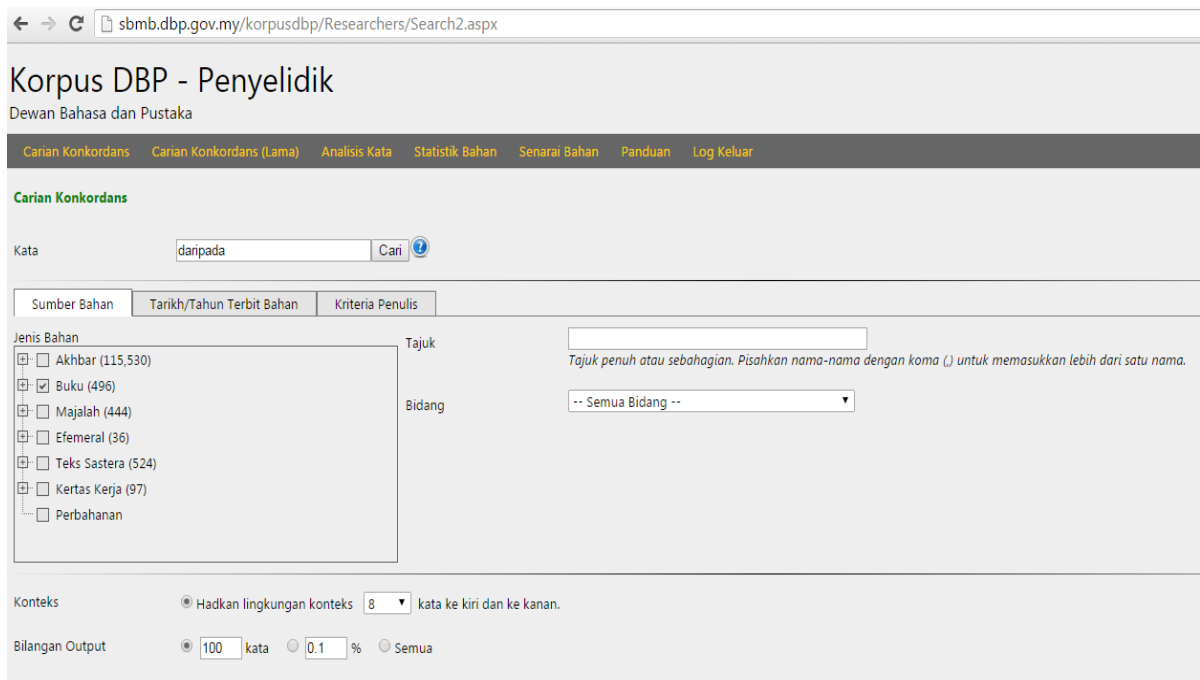 sbmb.dbp.gov.my/korpusdbp/Researchers/Search2.aspx
Korpus DBP - Penyelidik
Dewan Bahasa dan Pustaka
Carian Konkordans Carian Konkordans (Lama) Analisis Kata Statistik Bahan Senarai Bahan Panduan Log Keluar
Carian Konkordans
Kata daripada Cari ?
Sumber Bahan Tarikh/Tahun Terbit Bahan Kriteria Penulis
Jenis Bahan
Akhbar (115,530)
Buku (496)
Majalah (444)
Efemeral (36)
Teks Sastera (524)
Kertas Kerja (97)
Perbahanan
Tajuk
Tajuk penuh atau sebahagian. Pisahkan nama-nama dengan koma (,) untuk memasukkan lebih dari satu nama.
Bidang -- Semua Bidang --
Konteks Hadkan lingkungan konteks 8 kata ke kiri dan ke kanan.
Bilangan Output 100 kata 0.1 % Semua